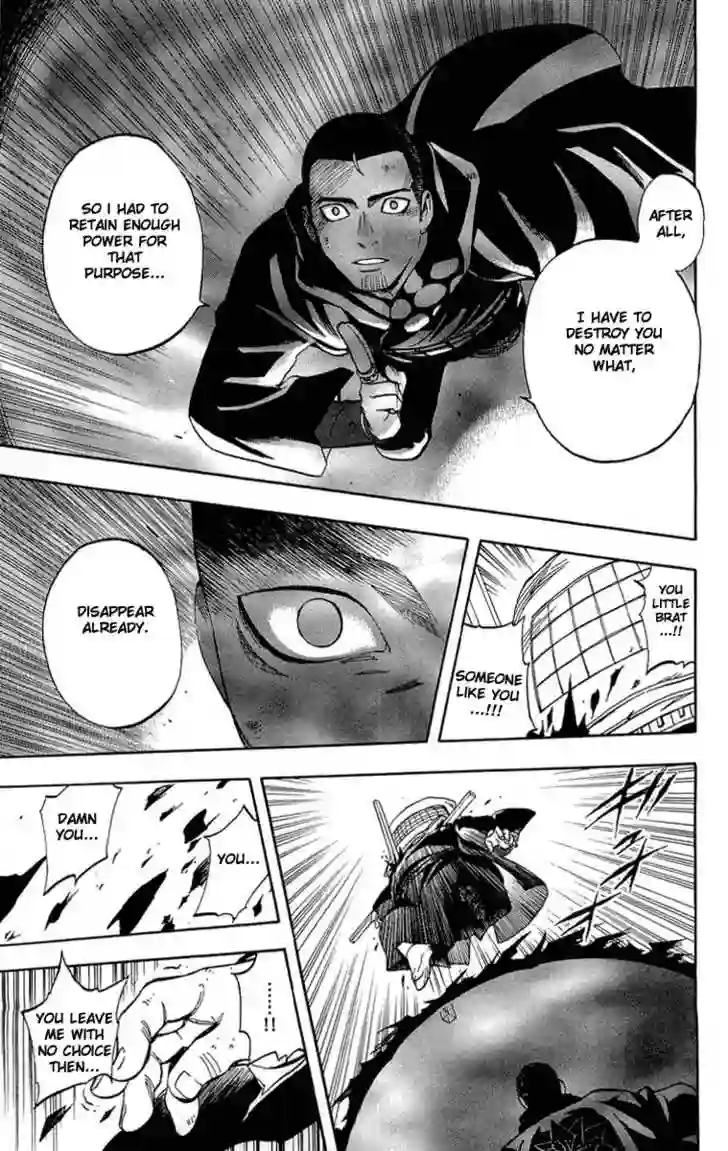 AFTER
ALL,
I HAVE TO
DESTROY YOU
NO MATTER
WHAT,
SO I HAD TO
RETAIN ENOUGH
POWER FOR
THAT
PURPOSE...
YOU
LITTLE
BRAT
...!!
SOMEONE
LIKE YOU
...!!!
DISAPPEAR
ALREADY.
YOU...
DAMN
YOU...
......
!!
YOU LEAVE
ME WITH
NO CHOICE
THEN...